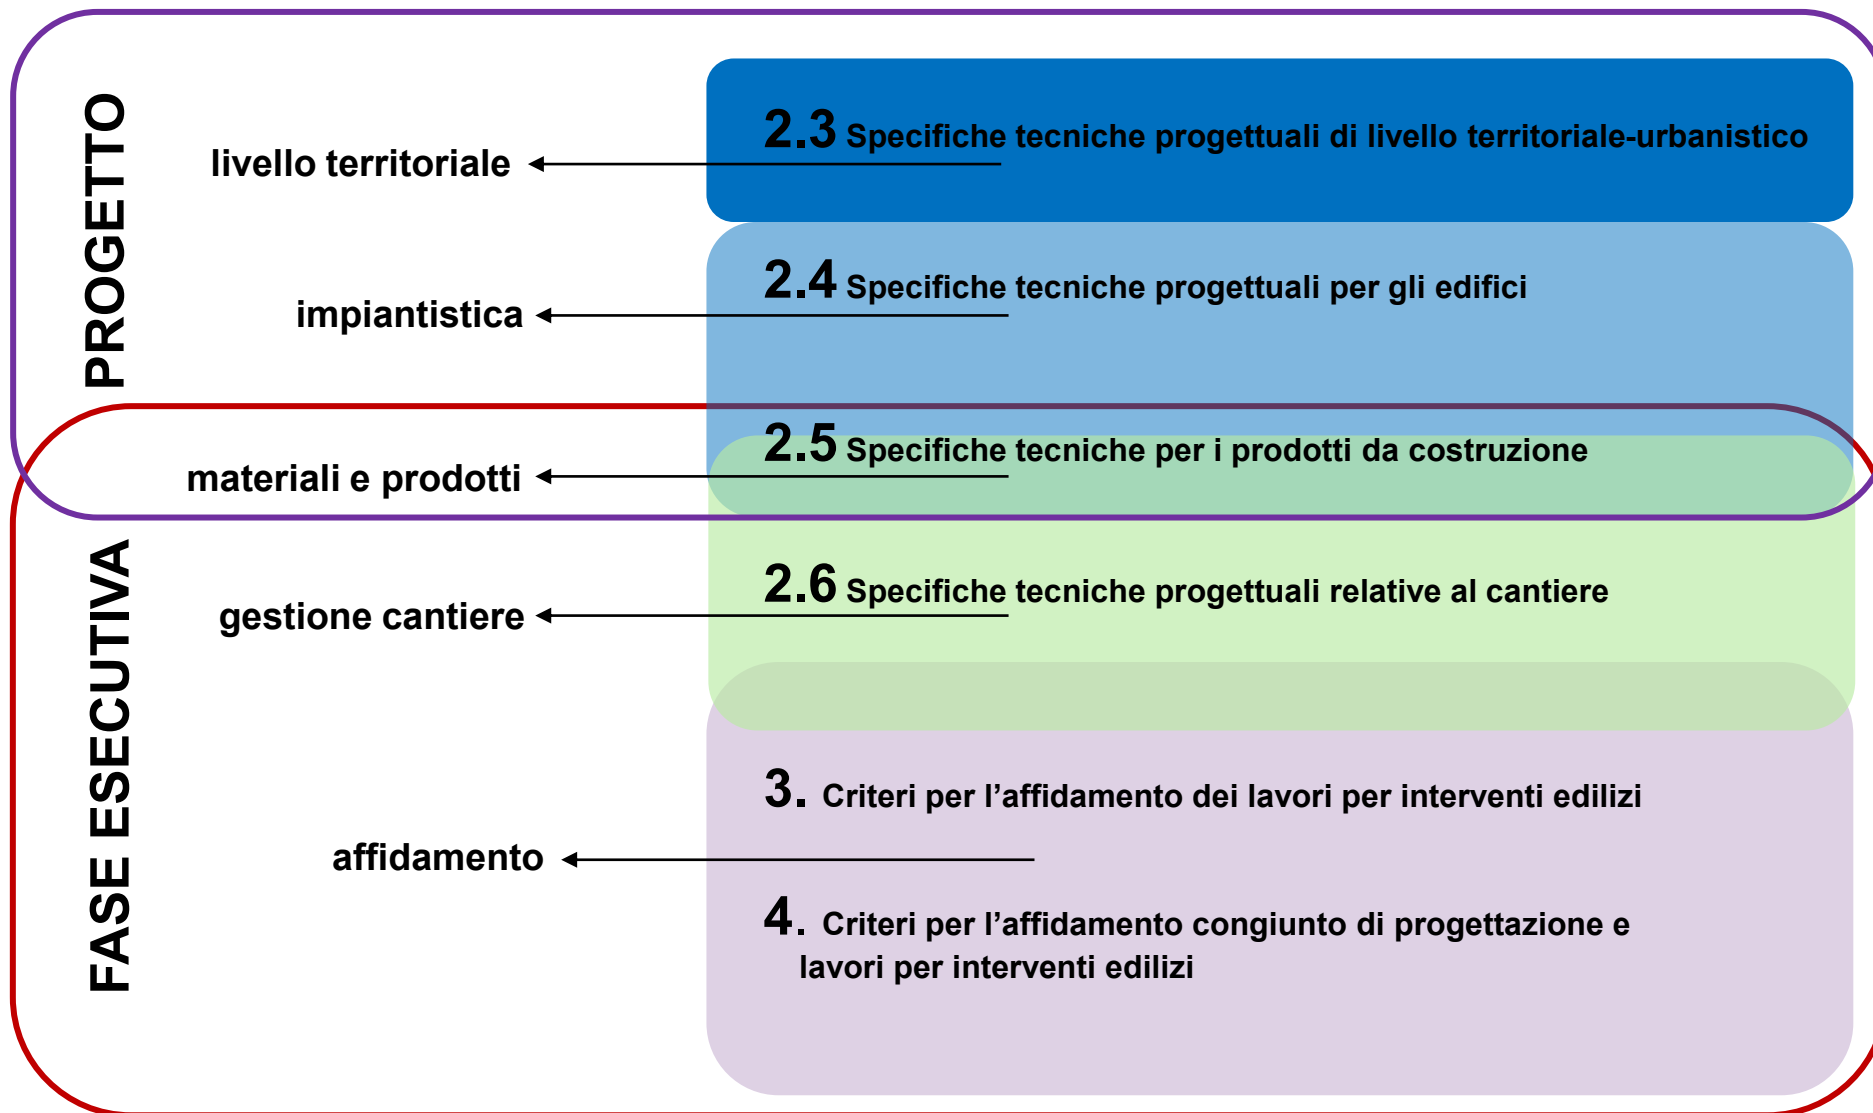 PROGETTO
livello territoriale
2.3 Specifiche tecniche progettuali di livello territoriale-urbanistico
impiantistica
2.4 Specifiche tecniche progettuali per gli edifici
materiali e prodotti
2.5 Specifiche tecniche per i prodotti da costruzione
FASE ESECUTIVA
gestione cantiere
2.6 Specifiche tecniche progettuali relative al cantiere
affidamento
3. Criteri per l’affidamento dei lavori per interventi edilizi
4. Criteri per l’affidamento congiunto di progettazione e
lavori per interventi edilizi